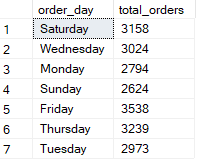 order_day total_orders
1 Saturday 3158
2 Wednesday 3024
3 Monday 2794
4 Sunday 2624
5 Friday 3538
6 Thursday 3239
7 Tuesday 2973